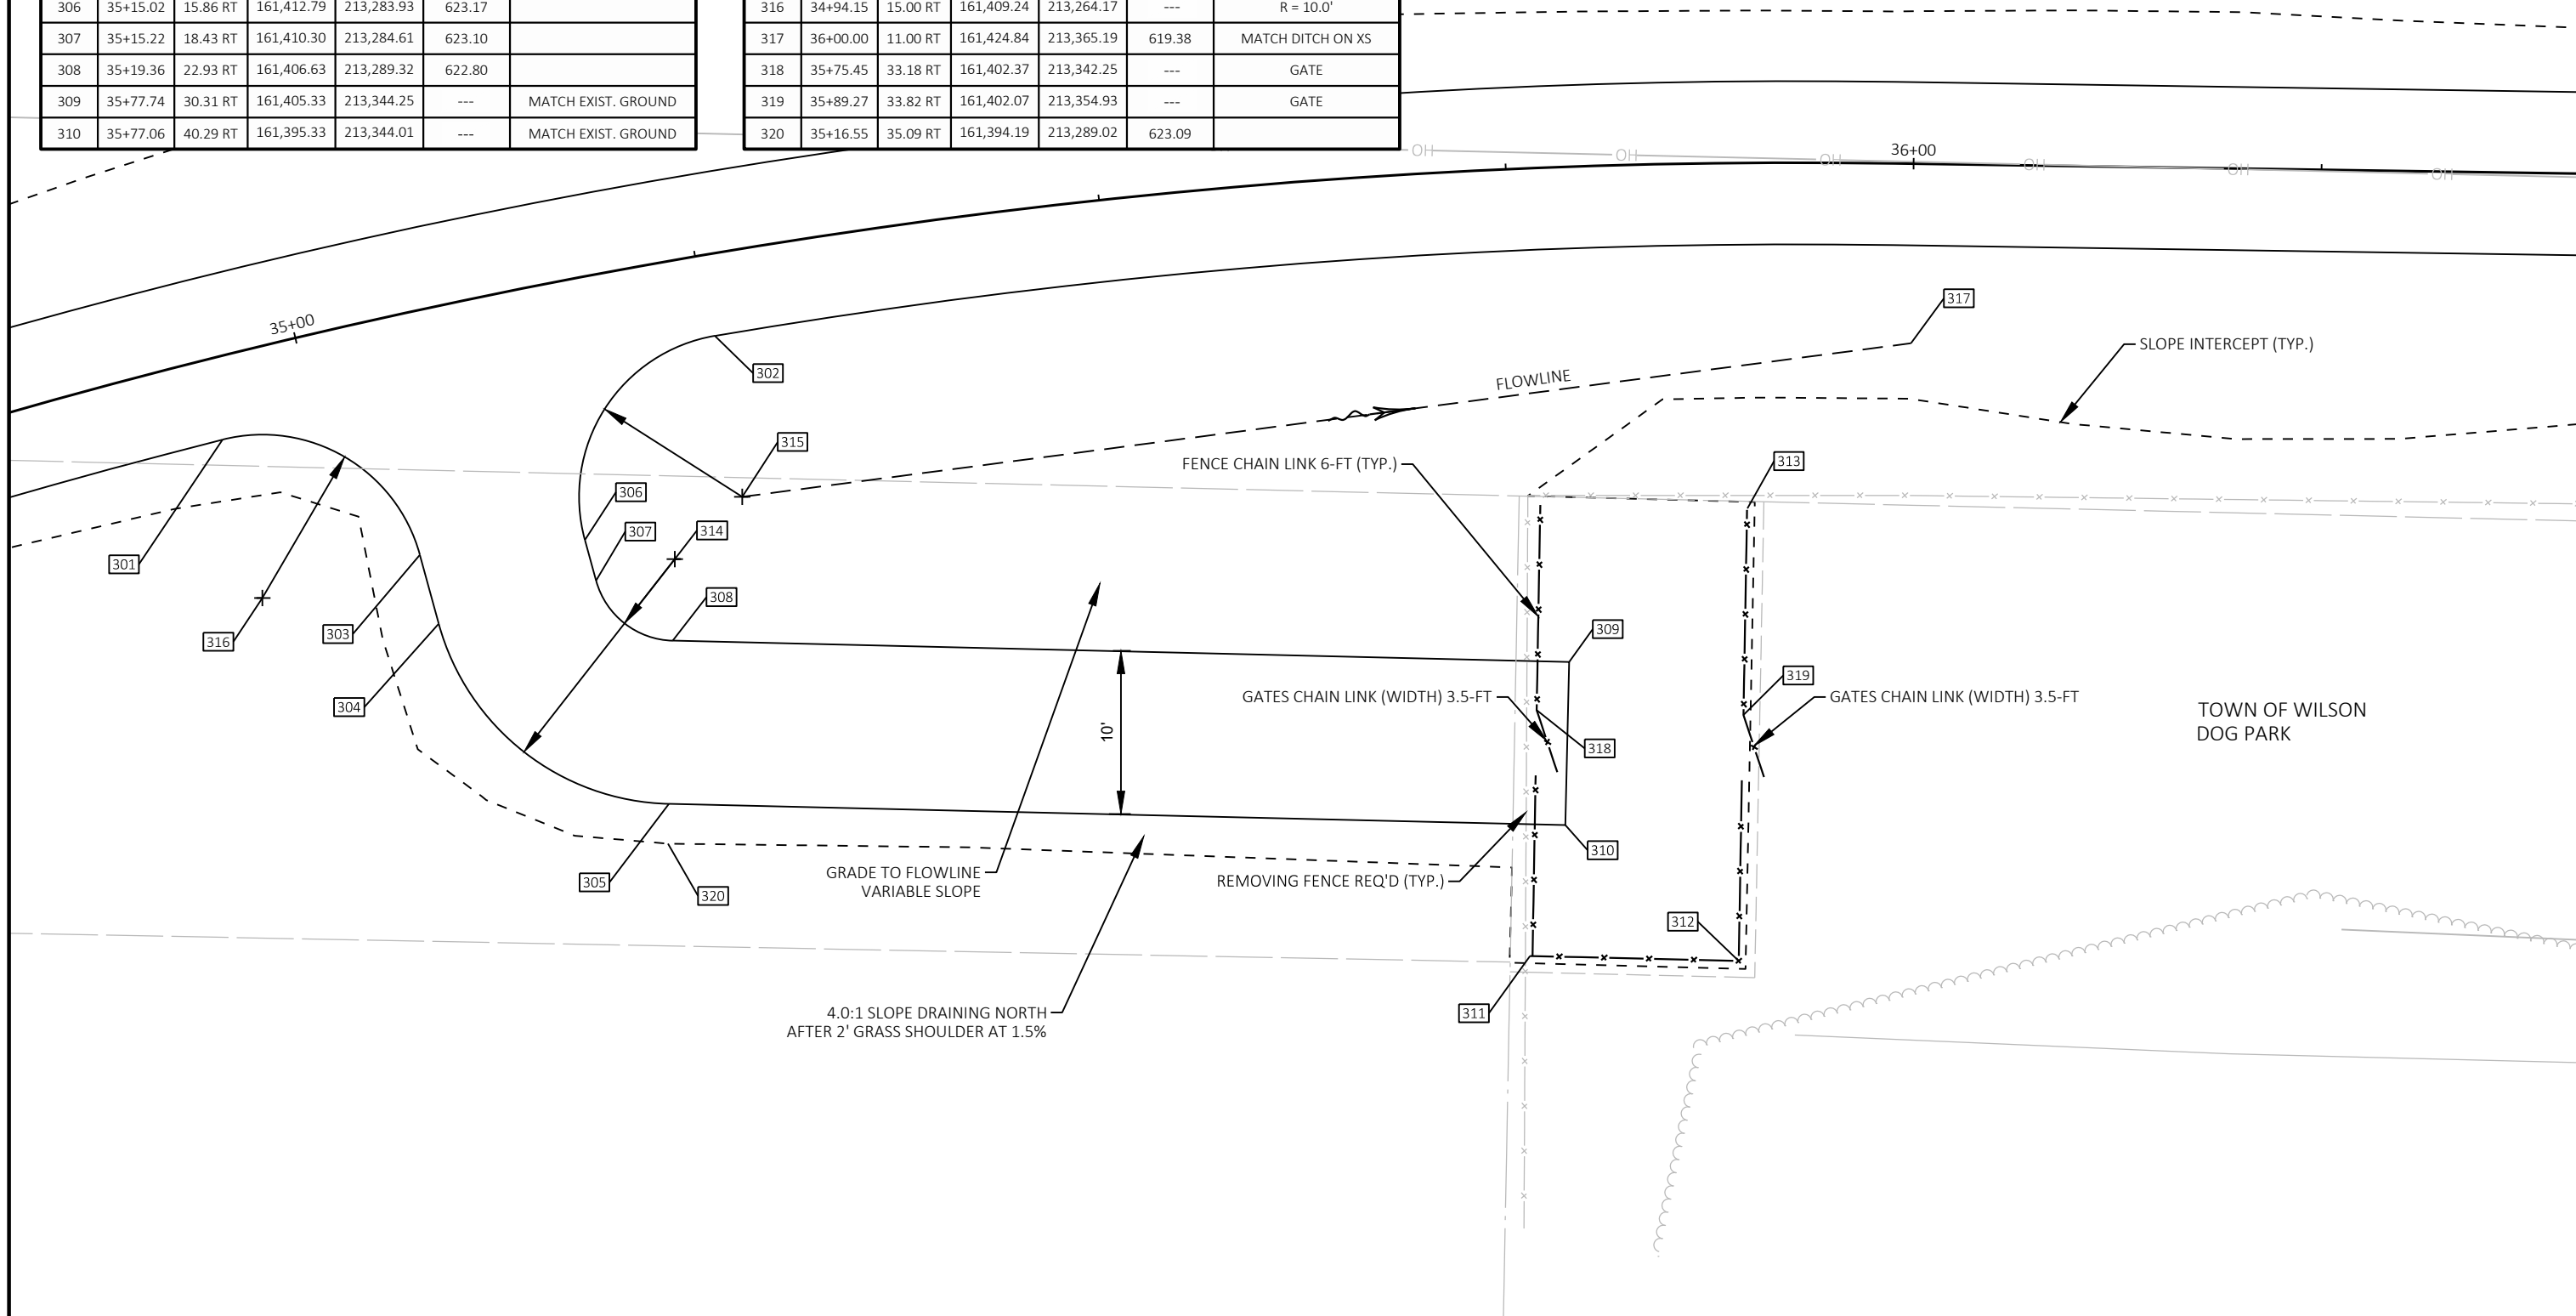 306 35+15.02 15.86 RT 161,412.79 213,283.93 623.17
307 35+15.22 18.43 RT 161,410.30 213,284.61 623.10
308 35+19.36 22.93 RT 161,406.63 213,289.32 622.80
309 35+77.74 30.31 RT 161,405.33 213,344.25 --- MATCH EXIST. GROUND
310 35+77.06 40.29 RT 161,395.33 213,344.01 --- MATCH EXIST. GROUND
316 34+94.15 15.00 RT 161,409.24 213,264.17 --- R = 10.0'
317 36+00.00 11.00 RT 161,424.84 213,365.19 619.38 MATCH DITCH ON XS
318 35+75.45 33.18 RT 161,402.37 213,342.25 --- GATE
319 35+89.27 33.82 RT 161,402.07 213,354.93 --- GATE
320 35+16.55 35.09 RT 161,394.19 213,289.02 623.09
OH
OH
OH
OH
OH
OH
36+00
35+00
317
SLOPE INTERCEPT (TYP.)
302
FLOWLINE
315
FENCE CHAIN LINK 6-FT (TYP.)
313
306
307
314
301
308
316
303
309
304
319
GATES CHAIN LINK (WIDTH) 3.5-FT
GATES CHAIN LINK (WIDTH) 3.5-FT
318
10'
TOWN OF WILSON
DOG PARK
310
GRADE TO FLOWLINE
VARIABLE SLOPE
REMOVING FENCE REQ'D (TYP.)
305
320
312
4.0:1 SLOPE DRAINING NORTH
AFTER 2' GRASS SHOULDER AT 1.5%
311